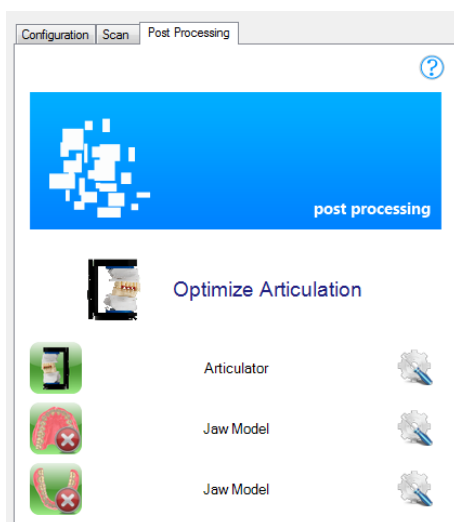 Configuration Scan Post Processing
?
post processing
Optimize Articulation
Articulator
Jaw Model
Jaw Model